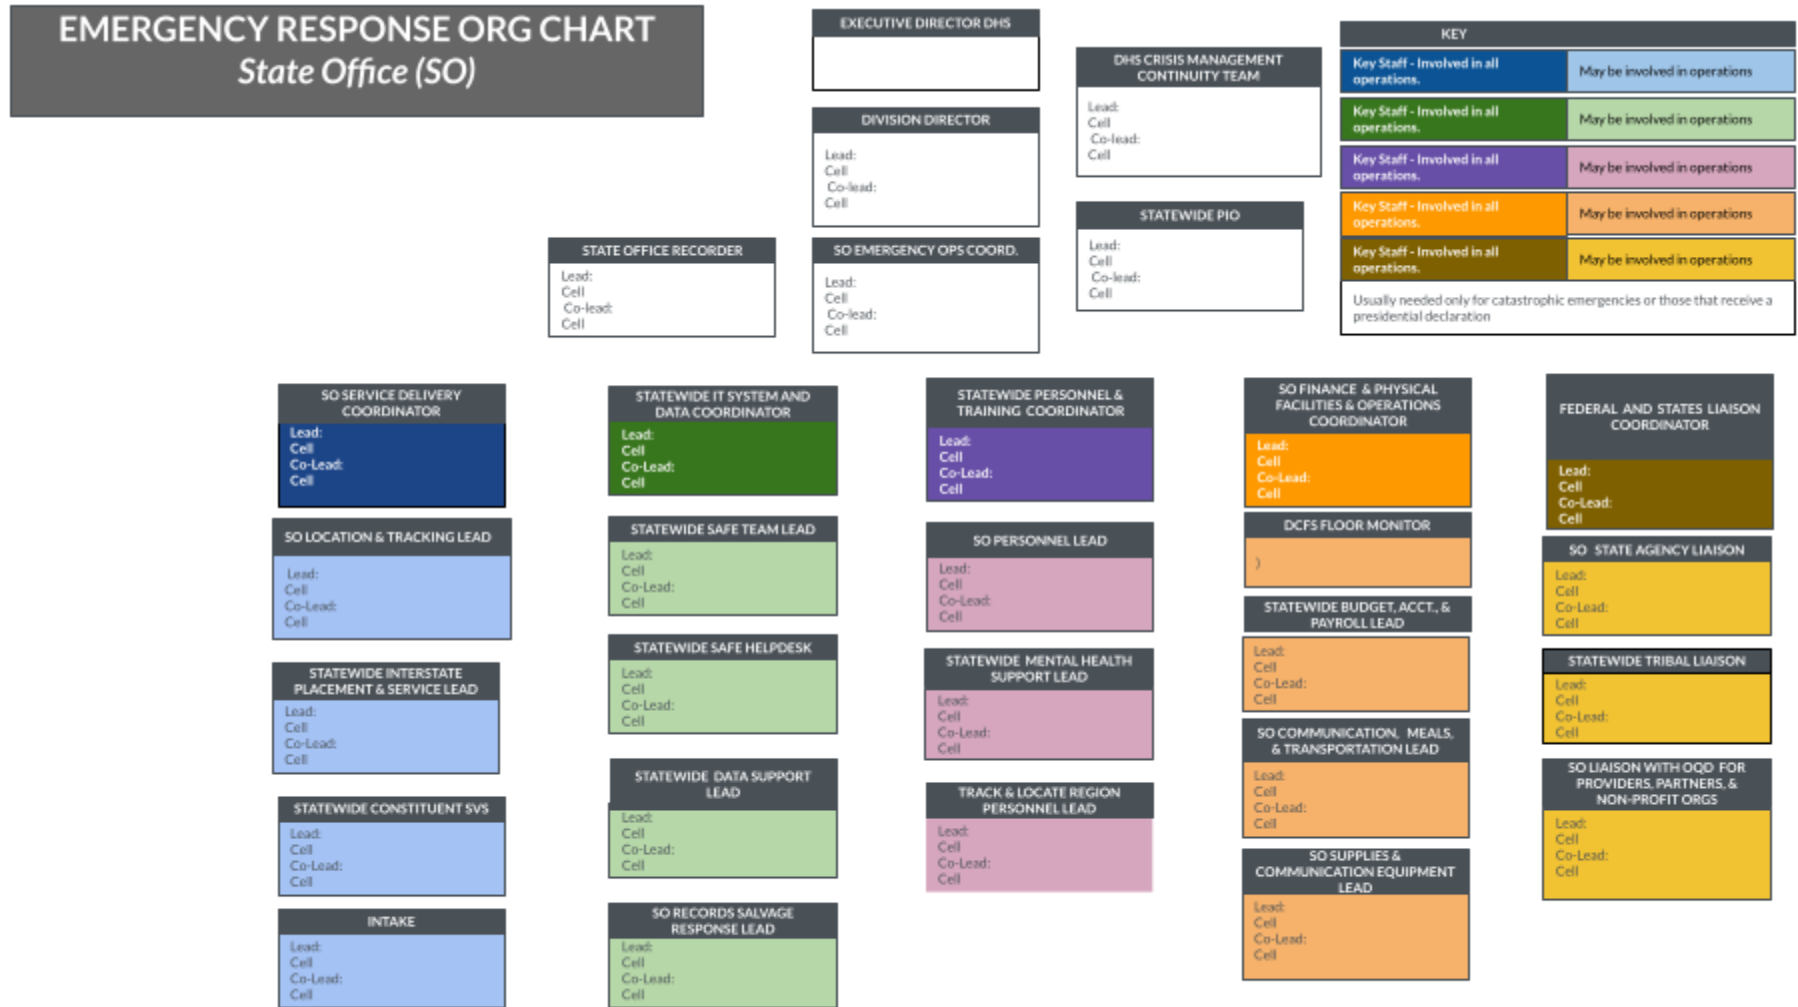 EMERGENCY RESPONSE ORG CHART
State Office (SO)
EXECUTIVE DIRECTOR DHS
DIVISION DIRECTOR
Lead:
Cell
Co-lead:
Cell
DHS CRISIS MANAGEMENT
CONTINUITY TEAM
Lead:
Cell
Co-lead:
Cell
KEY
Key Staff - Involved in all
operations.
May be involved in operations
Key Staff - Involved in all
operations.
May be involved in operations
Key Staff - Involved in all
operations.
May be involved in operations
Key Staff - Involved in all
operations.
May be involved in operations
Key Staff - Involved in all
operations.
May be involved in operations
Usually needed only for catastrophic emergencies or those that receive a
presidential declaration
STATE OFFICE RECORDER
Lead:
Cell
Co-lead:
Cell
SO EMERGENCY OPS COORD.
Lead:
Cell
Co-lead:
Cell
STATEWIDE PIO
Lead:
Cell
Co-lead:
Cell
SO SERVICE DELIVERY
COORDINATOR
Lead:
Cell
Co-Lead:
Cell
SO LOCATION & TRACKING LEAD
Lead:
Cell
Co-Lead:
Cell
STATEWIDE INTERSTATE
PLACEMENT & SERVICE LEAD
Lead:
Cell
Co-Lead:
Cell
STATEWIDE CONSTITUENT SVS
Lead:
Cell
Co-Lead:
Cell
INTAKE
Lead:
Cell
Co-Lead:
Cell
STATEWIDE IT SYSTEM AND
DATA COORDINATOR
Lead:
Cell
Co-Lead:
Cell
STATEWIDE SAFE TEAM LEAD
Lead:
Cell
Co-Lead:
Cell
STATEWIDE SAFE HELPDESK
Lead:
Cell
Co-Lead:
Cell
STATEWIDE DATA SUPPORT
LEAD
Lead:
Cell
Co-Lead:
Cell
SO RECORDS SALVAGE
RESPONSE LEAD
Lead:
Cell
Co-Lead:
Cell
STATEWIDE PERSONNEL &
TRAINING COORDINATOR
Lead:
Cell
Co-Lead:
Cell
SO PERSONNEL LEAD
Lead:
Cell
Co-Lead:
Cell
STATEWIDE MENTAL HEALTH
SUPPORT LEAD
Lead:
Cell
Co-Lead:
Cell
TRACK & LOCATE REGION
PERSONNEL LEAD
Lead:
Cell
Co-Lead:
Cell
SO FINANCE & PHYSICAL
FACILITIES & OPERATIONS
COORDINATOR
Lead:
Cell
Co-Lead:
Cell
DCFS FLOOR MONITOR
)
STATEWIDE BUDGET, ACCT., &
PAYROLL LEAD
Lead:
Cell
Co-Lead:
Cell
SO COMMUNICATION, MEALS,
& TRANSPORTATION LEAD
Lead:
Cell
Co-Lead:
Cell
SO SUPPLIES &
COMMUNICATION EQUIPMENT
LEAD
Lead:
Cell
Co-Lead:
Cell
FEDERAL AND STATES LIAISON
COORDINATOR
Lead:
Cell
Co-Lead:
Cell
SO STATE AGENCY LIAISON
Lead:
Cell
Co-Lead:
Cell
STATEWIDE TRIBAL LIAISON
Lead:
Cell
Co-Lead:
Cell
SO LIAISON WITH OQD FOR
PROVIDERS, PARTNERS, &
NON-PROFIT ORGS
Lead:
Cell
Co-Lead:
Cell